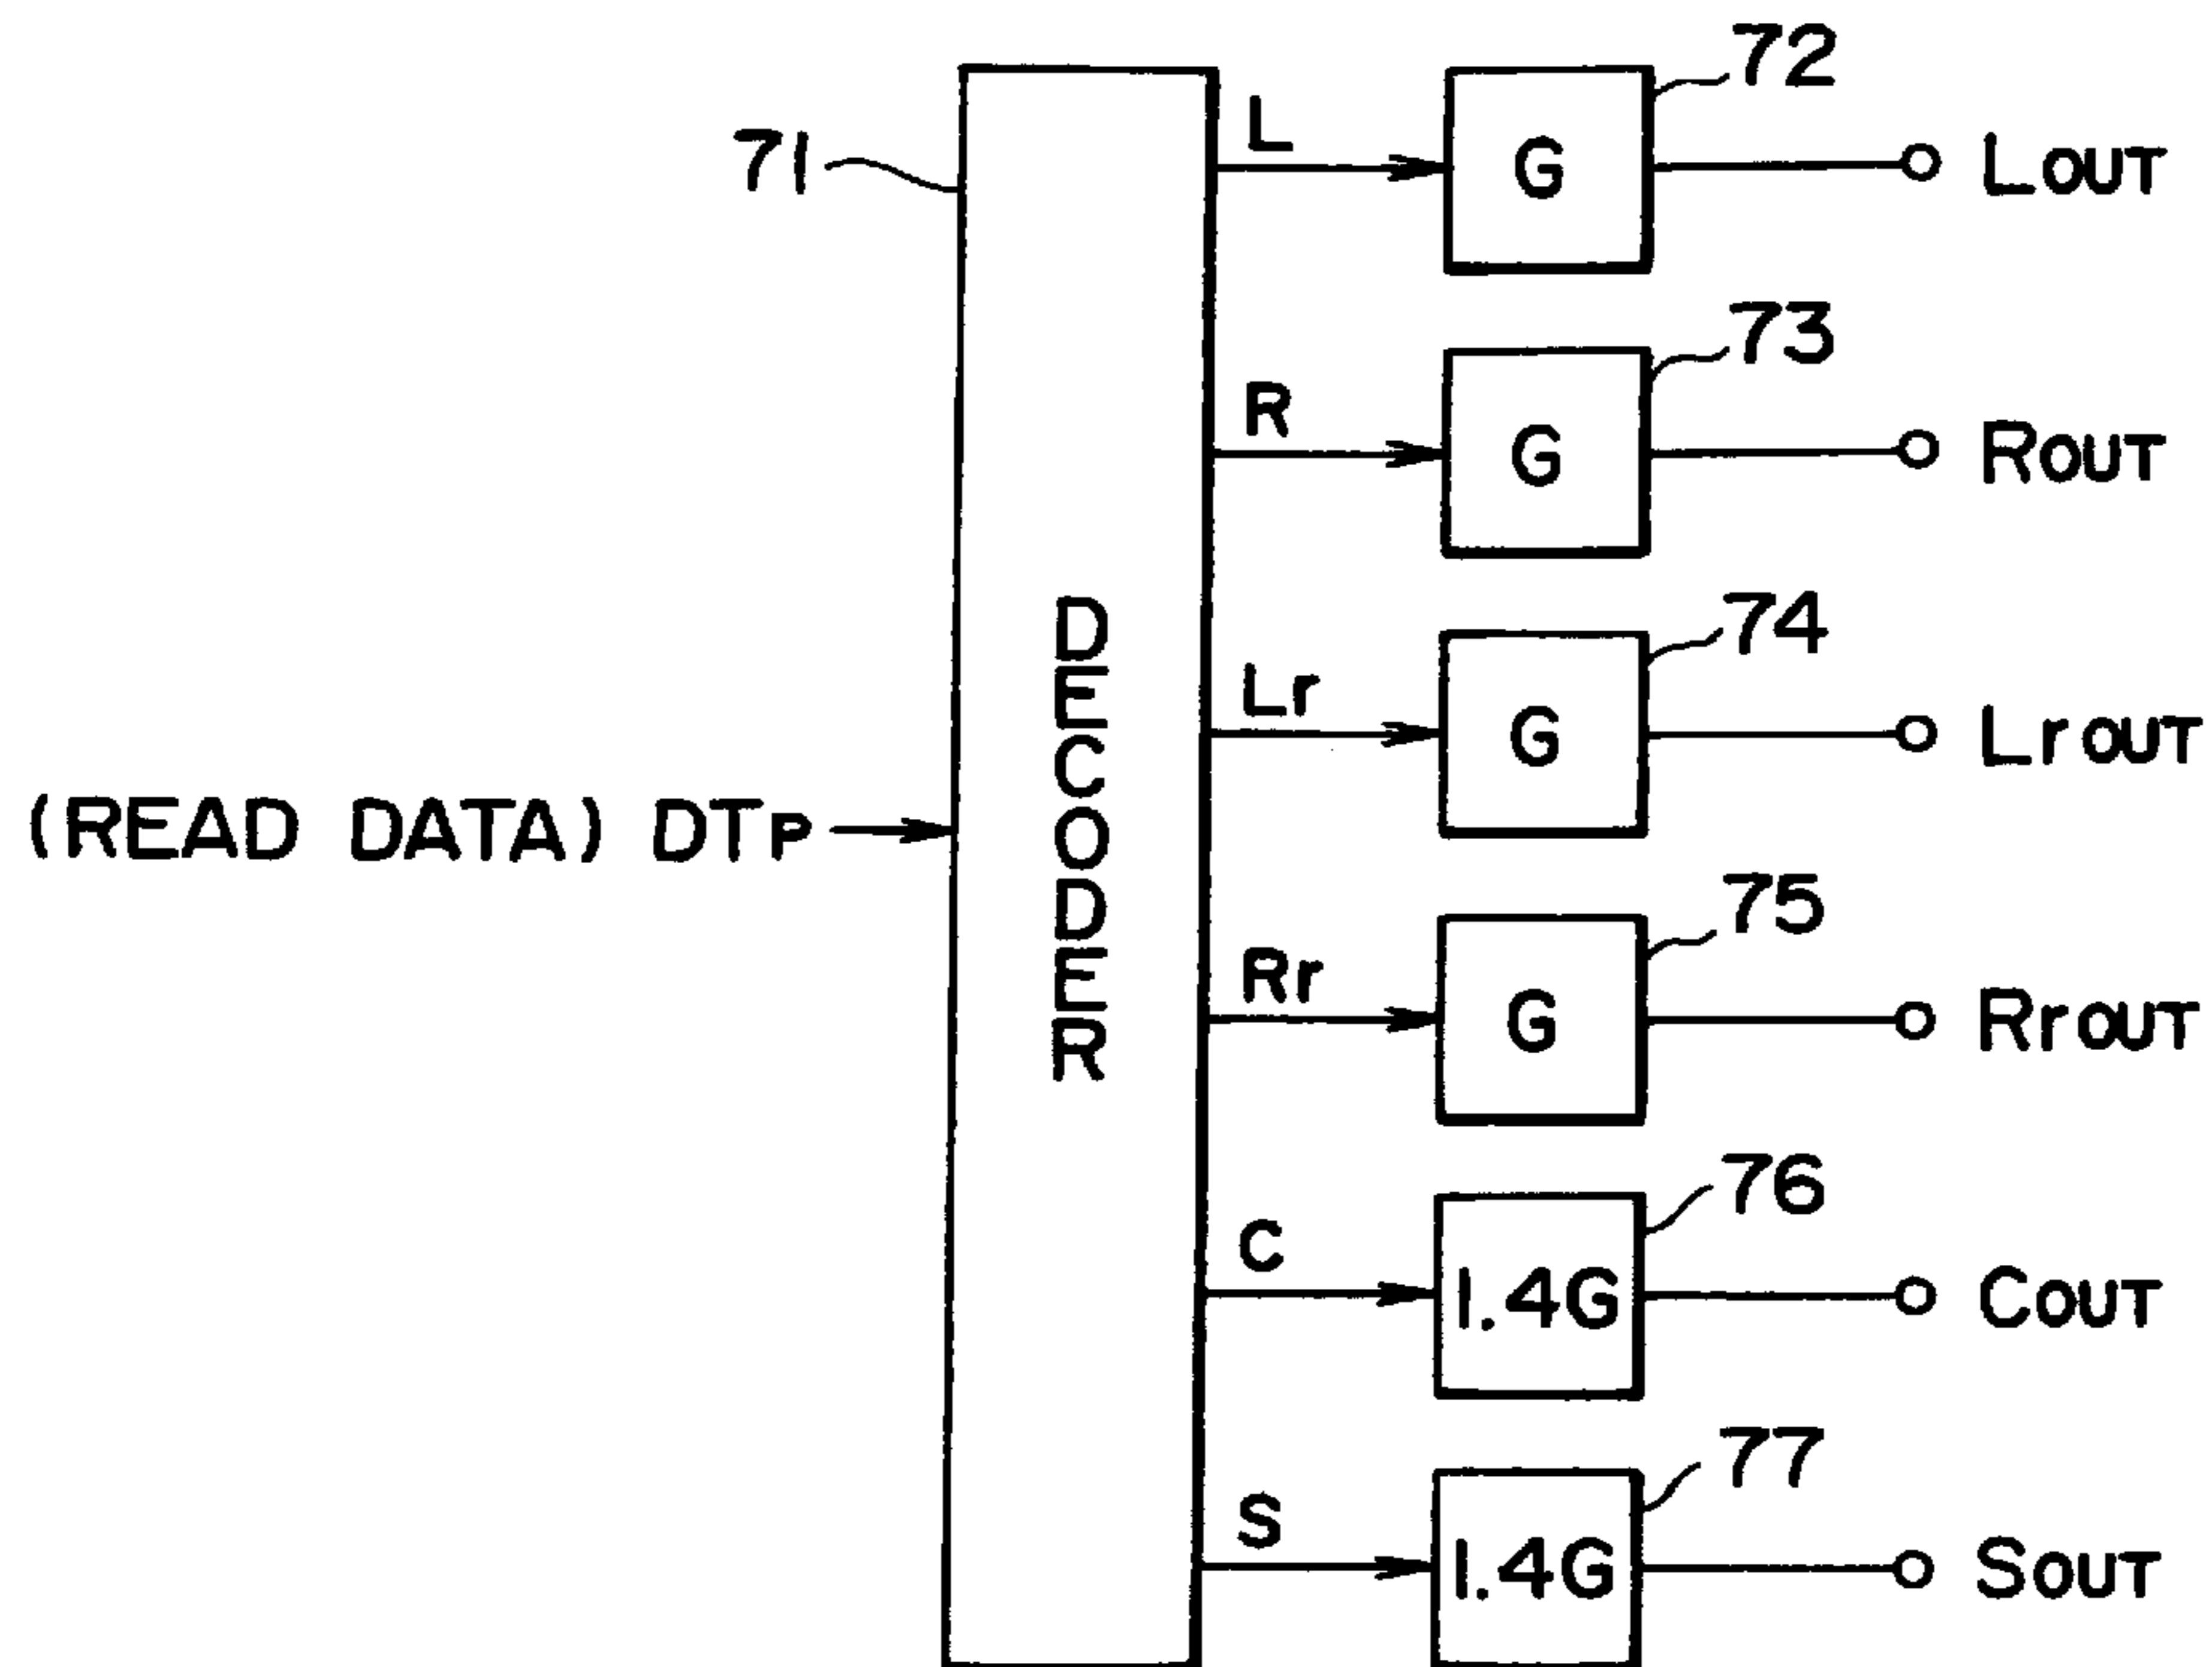 72
71
L
G
LOUT
73
R
G
ROUT
74
Lr
G
LrOUT
(READ DATA) DTP
DECODER
75
Rr
G
RrOUT
76
C
1.4G
COUT
77
S
1.4G
SOUT